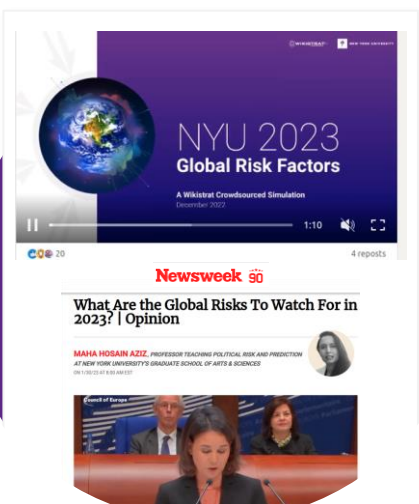 WIKISTRAT
NEW YORK UNIVERSITY
NYU 2023
Global Risk Factors
A Wikistrat Crowdsourced Simulation
December 2022
1:10
20
4 reposts
Newsweek 90
What Are the Global Risks To Watch For in
2023? | Opinion
MAHA HOSAIN AZIZ, PROFESSOR TEACHING POLITICAL RISK AND PREDICTION
AT NEW YORK UNIVERSITY'S GRADUATE SCHOOL OF ARTS & SCIENCES
Council of Europe